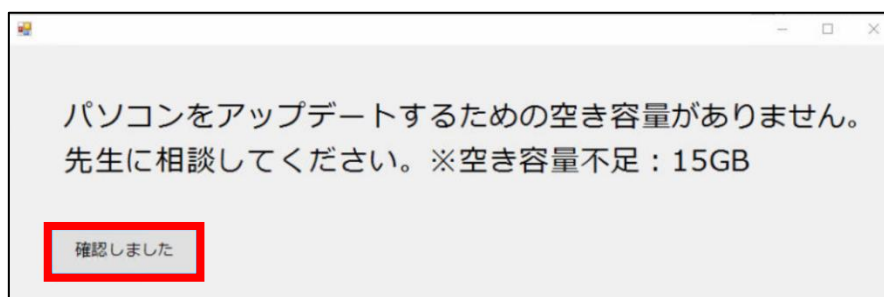 パソコンをアップデートするための空き容量がありません。
先生に相談してください。※空き容量不足：15GB
確認しました